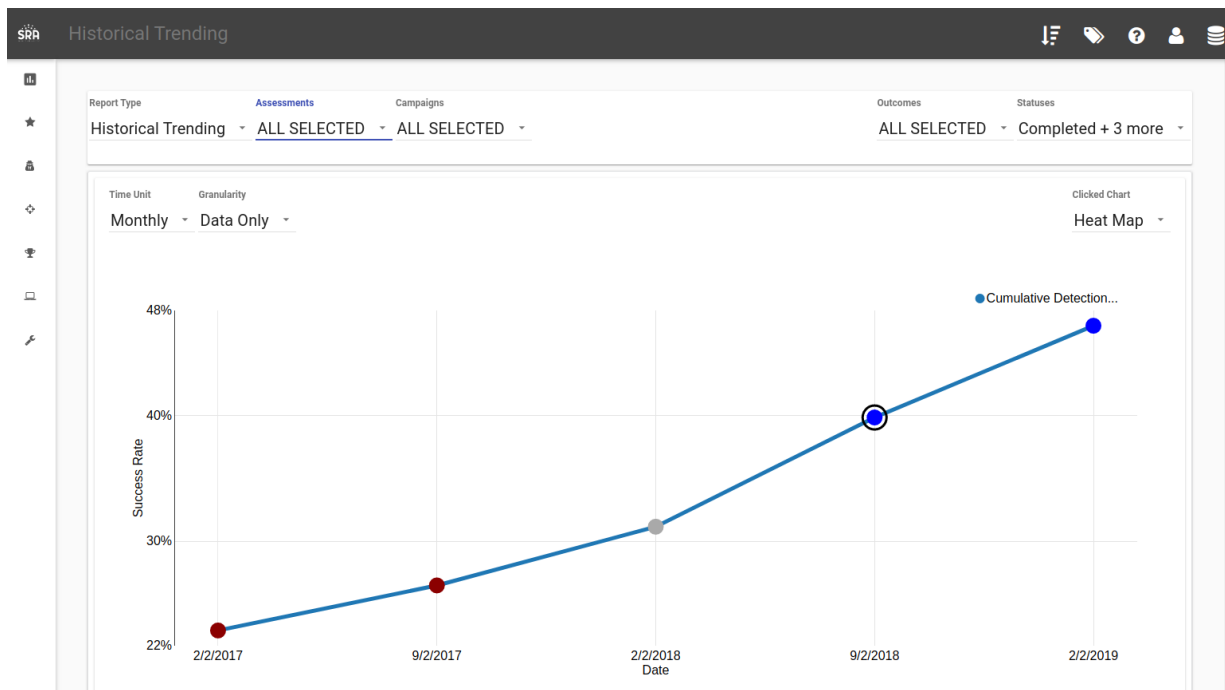 SRA Historical Trending
Report Type Assessments Campaigns Outcomes Statuses
Historical Trending ALL SELECTED ALL SELECTED ALL SELECTED Completed + 3 more
Time Unit Granularity Clicked Chart
Monthly Data Only Heat Map
Cumulative Detection...
48%
40%
30%
22%
Success Rate
2/2/2017 9/2/2017 2/2/2018 9/2/2018 2/2/2019
Date